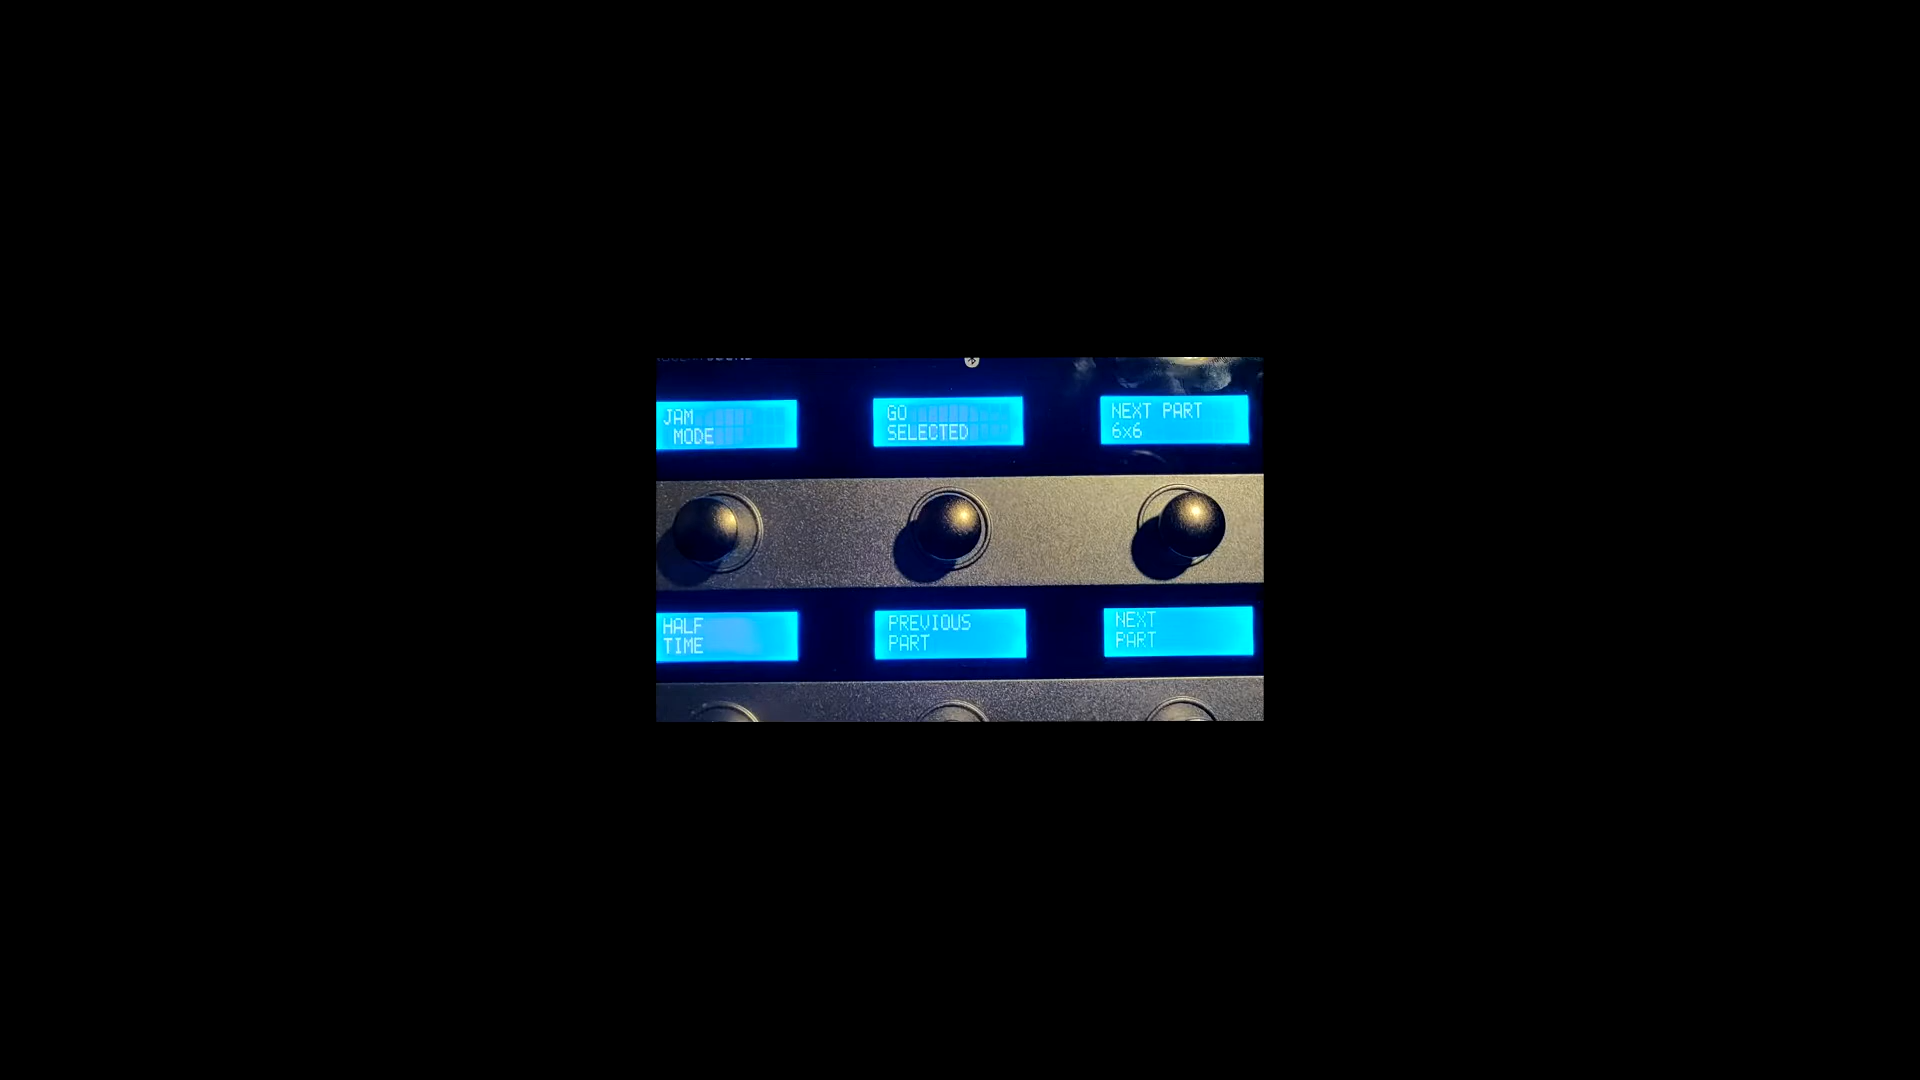 JAM
MODE
GO
SELECTED
NEXT PART
6x6
HALF
TIME
PREVIOUS
PART
NEXT
PART